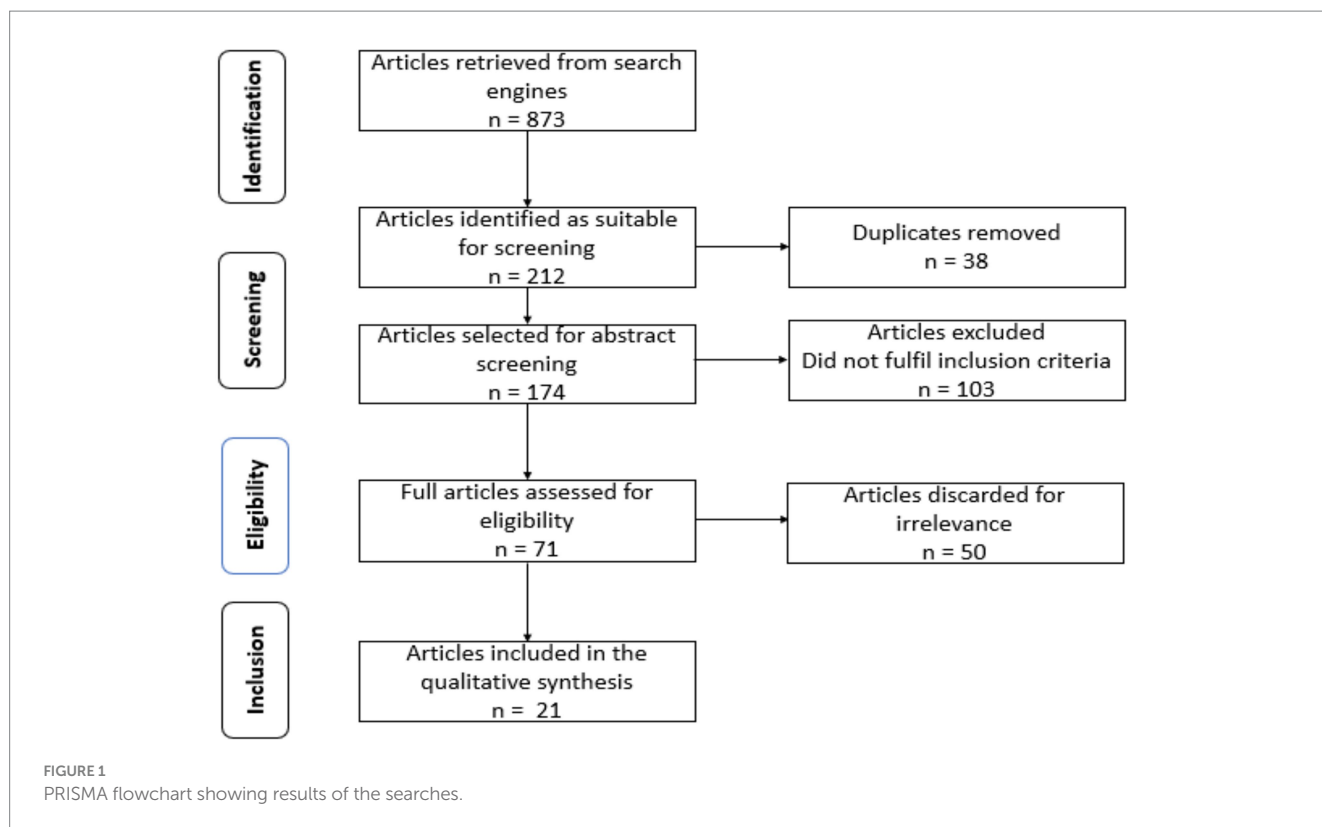 Identification
Articles retrieved from search
engines
n = 873
Articles identified as suitable
for screening
n = 212
Duplicates removed
n = 38
Screening
Articles selected for abstract
screening
n = 174
Articles excluded
Did not fulfil inclusion criteria
n = 103
Eligibility
Full articles assessed for
eligibility
n = 71
Articles discarded for
irrelevance
n = 50
Inclusion
Articles included in the
qualitative synthesis
n = 21
FIGURE 1
PRISMA flowchart showing results of the searches.